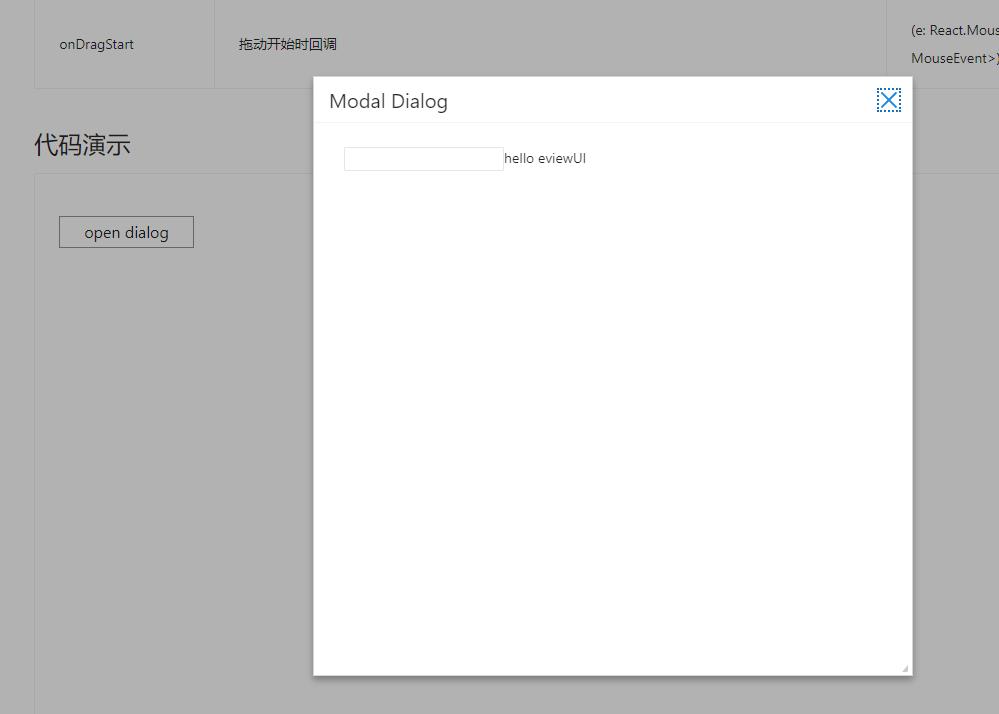 onDragStart
拖动开始时回调
(e: React.Mous
MouseEvent>)
代码演示
open dialog
Modal Dialog
hello eviewUI